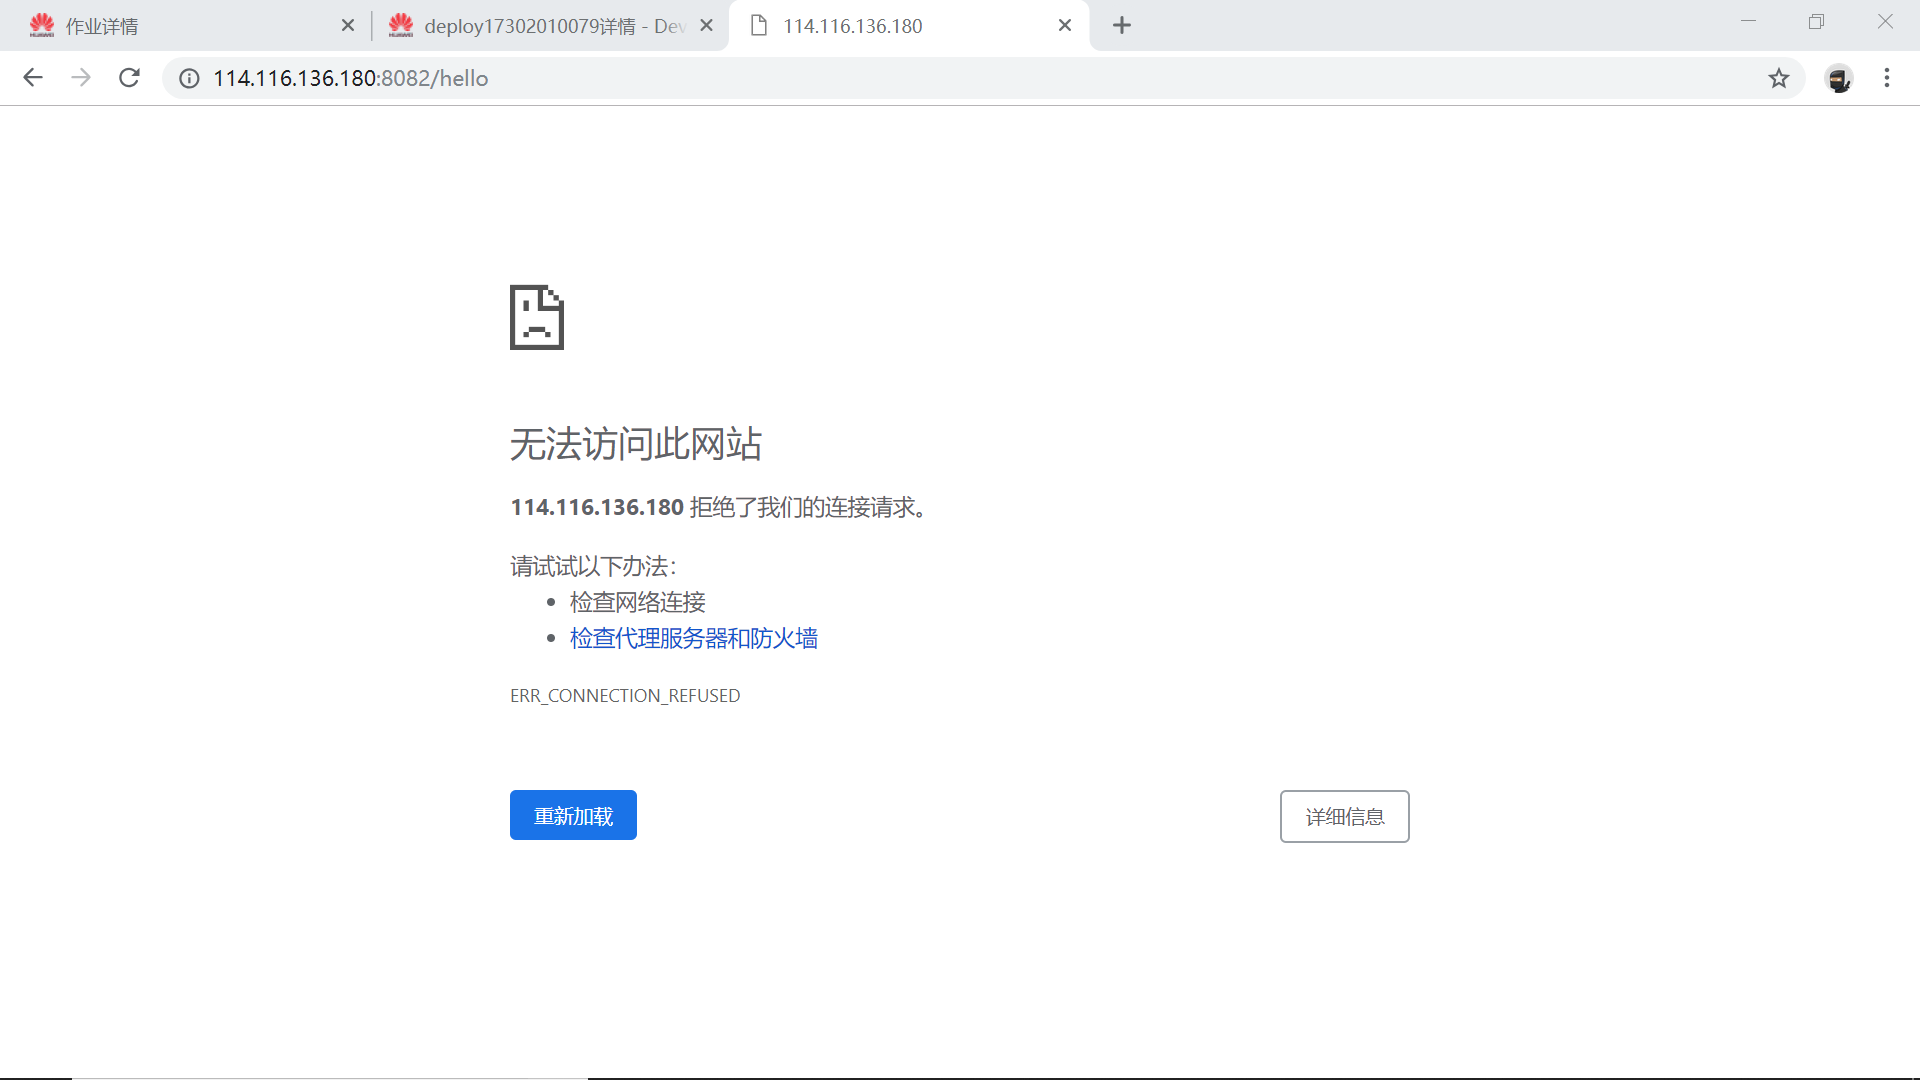 作业详情
deploy17302010079详情 - Dev
114.116.136.180
114.116.136.180:8082/hello
无法访问此网站
114.116.136.180 拒绝了我们的连接请求。
请试试以下办法：
检查网络连接
检查代理服务器和防火墙
ERR_CONNECTION_REFUSED
重新加载
详细信息